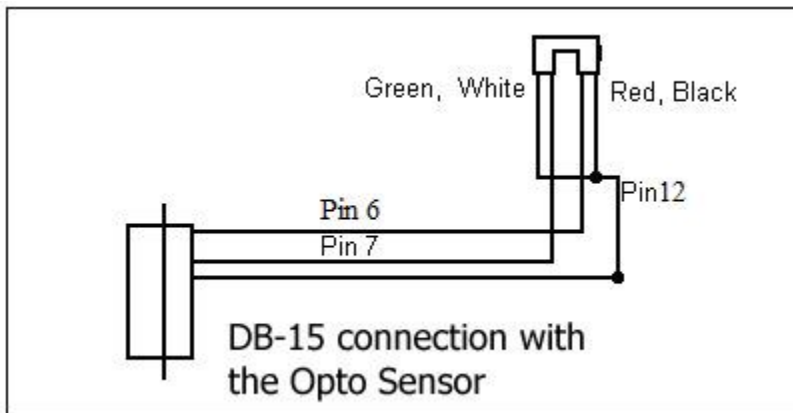 Green, White
Red, Black
Pin12
Pin 6
Pin 7
DB-15 connection with
the Opto Sensor